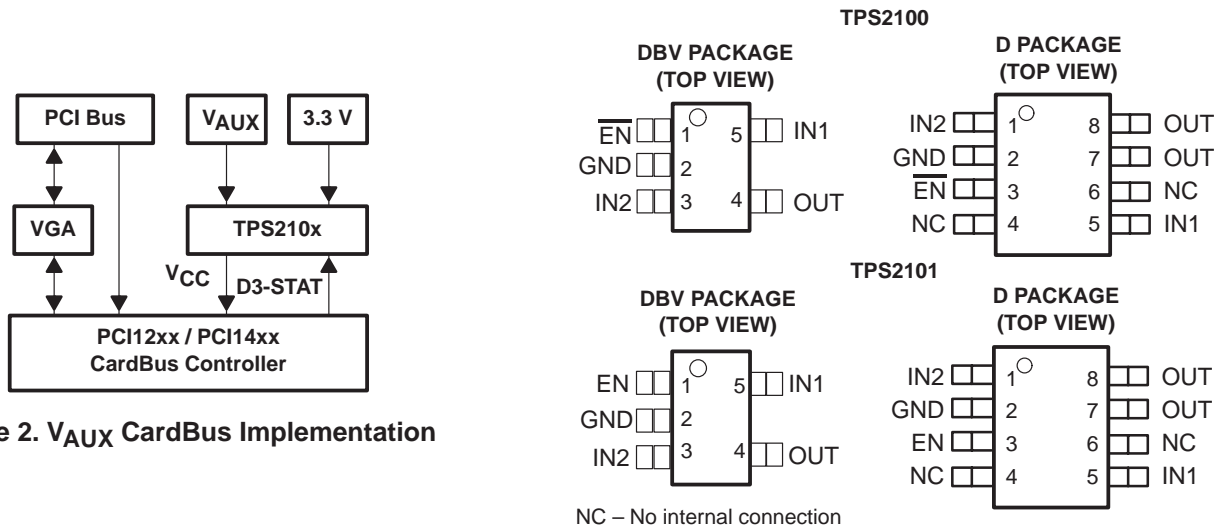 PCI Bus
VAUX
3.3 V
VGA
TPS210x
VCC
D3-STAT
PCI12xx / PCI14xx
CardBus Controller
e 2. VAUX CardBus Implementation
TPS2100
DBV PACKAGE
(TOP VIEW)
EN 1 5 IN1
GND 2
IN2 3 4 OUT
D PACKAGE
(TOP VIEW)
IN2 1 8 OUT
GND 2 7 OUT
EN 3 6 NC
NC 4 5 IN1
TPS2101
DBV PACKAGE
(TOP VIEW)
EN 1 5 IN1
GND 2
IN2 3 4 OUT
D PACKAGE
(TOP VIEW)
IN2 1 8 OUT
GND 2 7 OUT
EN 3 6 NC
NC 4 5 IN1
NC – No internal connection